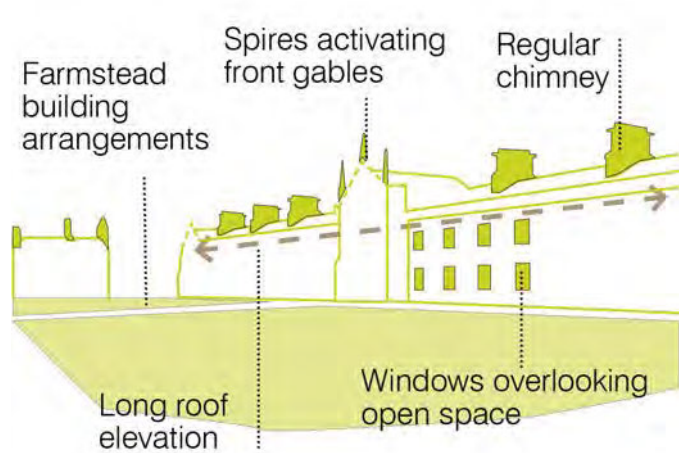 Farmstead
building
arrangements
Spires activating
front gables
Regular
chimney
Long roof
elevation
Windows overlooking
open space